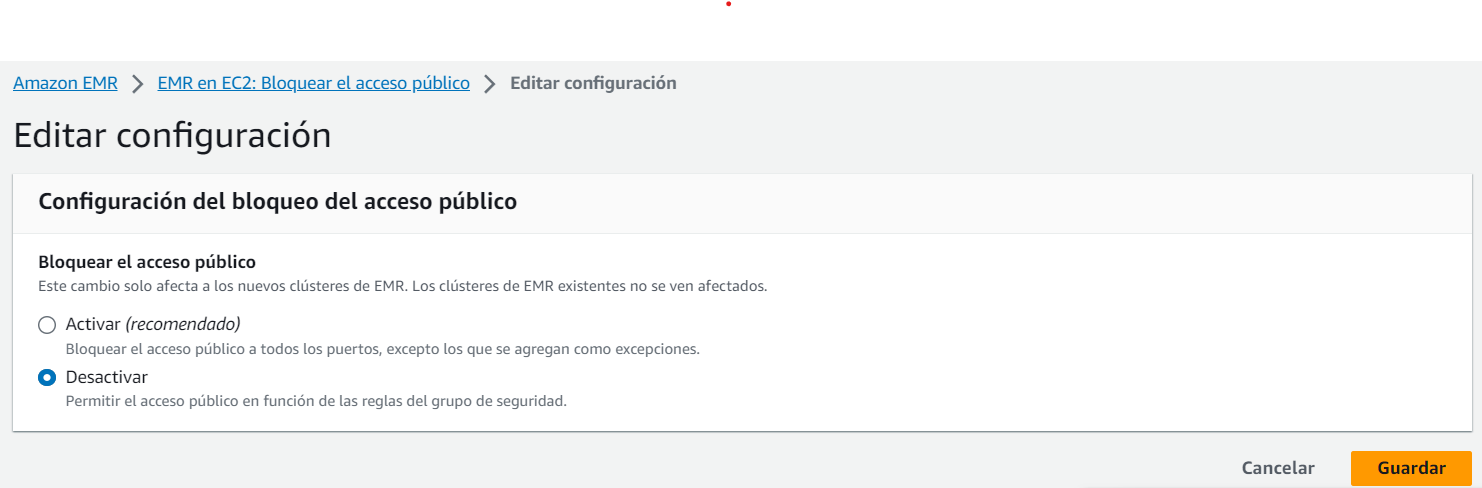 Amazon EMR > EMR en EC2: Bloquear el acceso público > Editar configuración
Editar configuración
Configuración del bloqueo del acceso público
Bloquear el acceso público
Este cambio solo afecta a los nuevos clústeres de EMR. Los clústeres de EMR existentes no se ven afectados.
Activar (recomendado)
Bloquear el acceso público a todos los puertos, excepto los que se agregan como excepciones.
Desactivar
Permitir el acceso público en función de las reglas del grupo de seguridad.
Cancelar Guardar